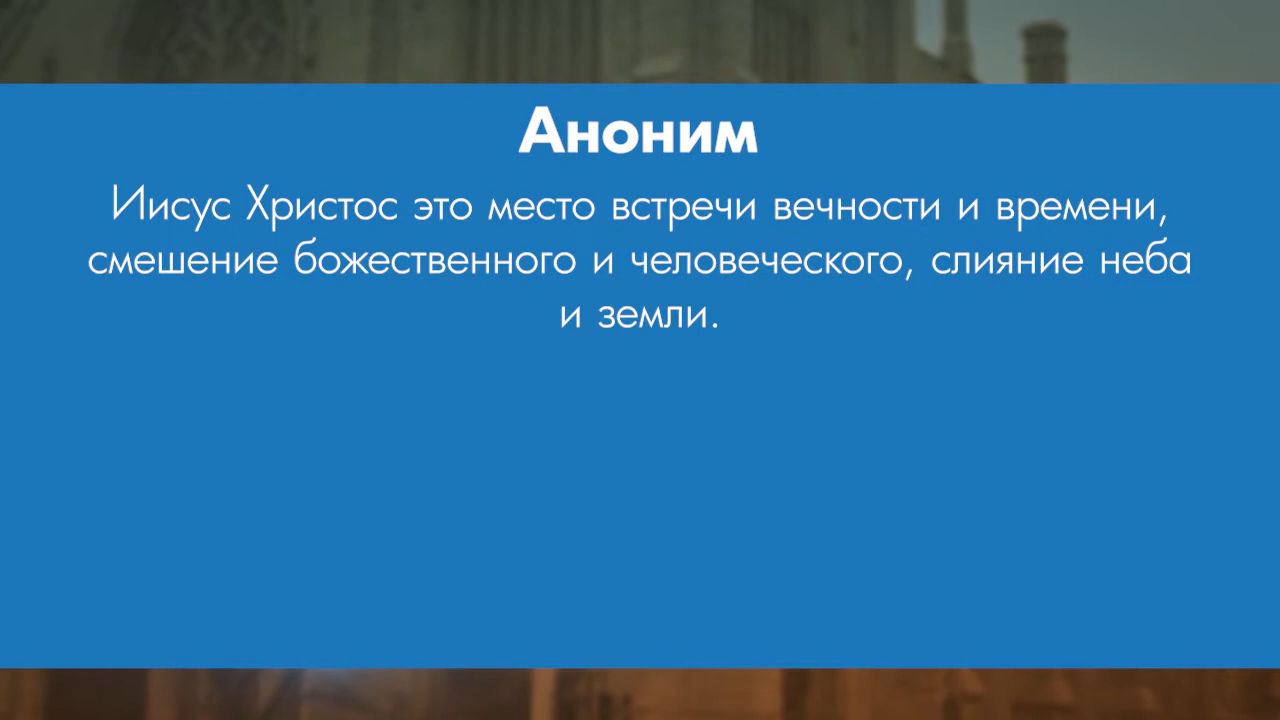 Аноним
Иисус Христос это место встречи вечности и времени,
смешение божественного и человеческого, слияние неба
и земли.